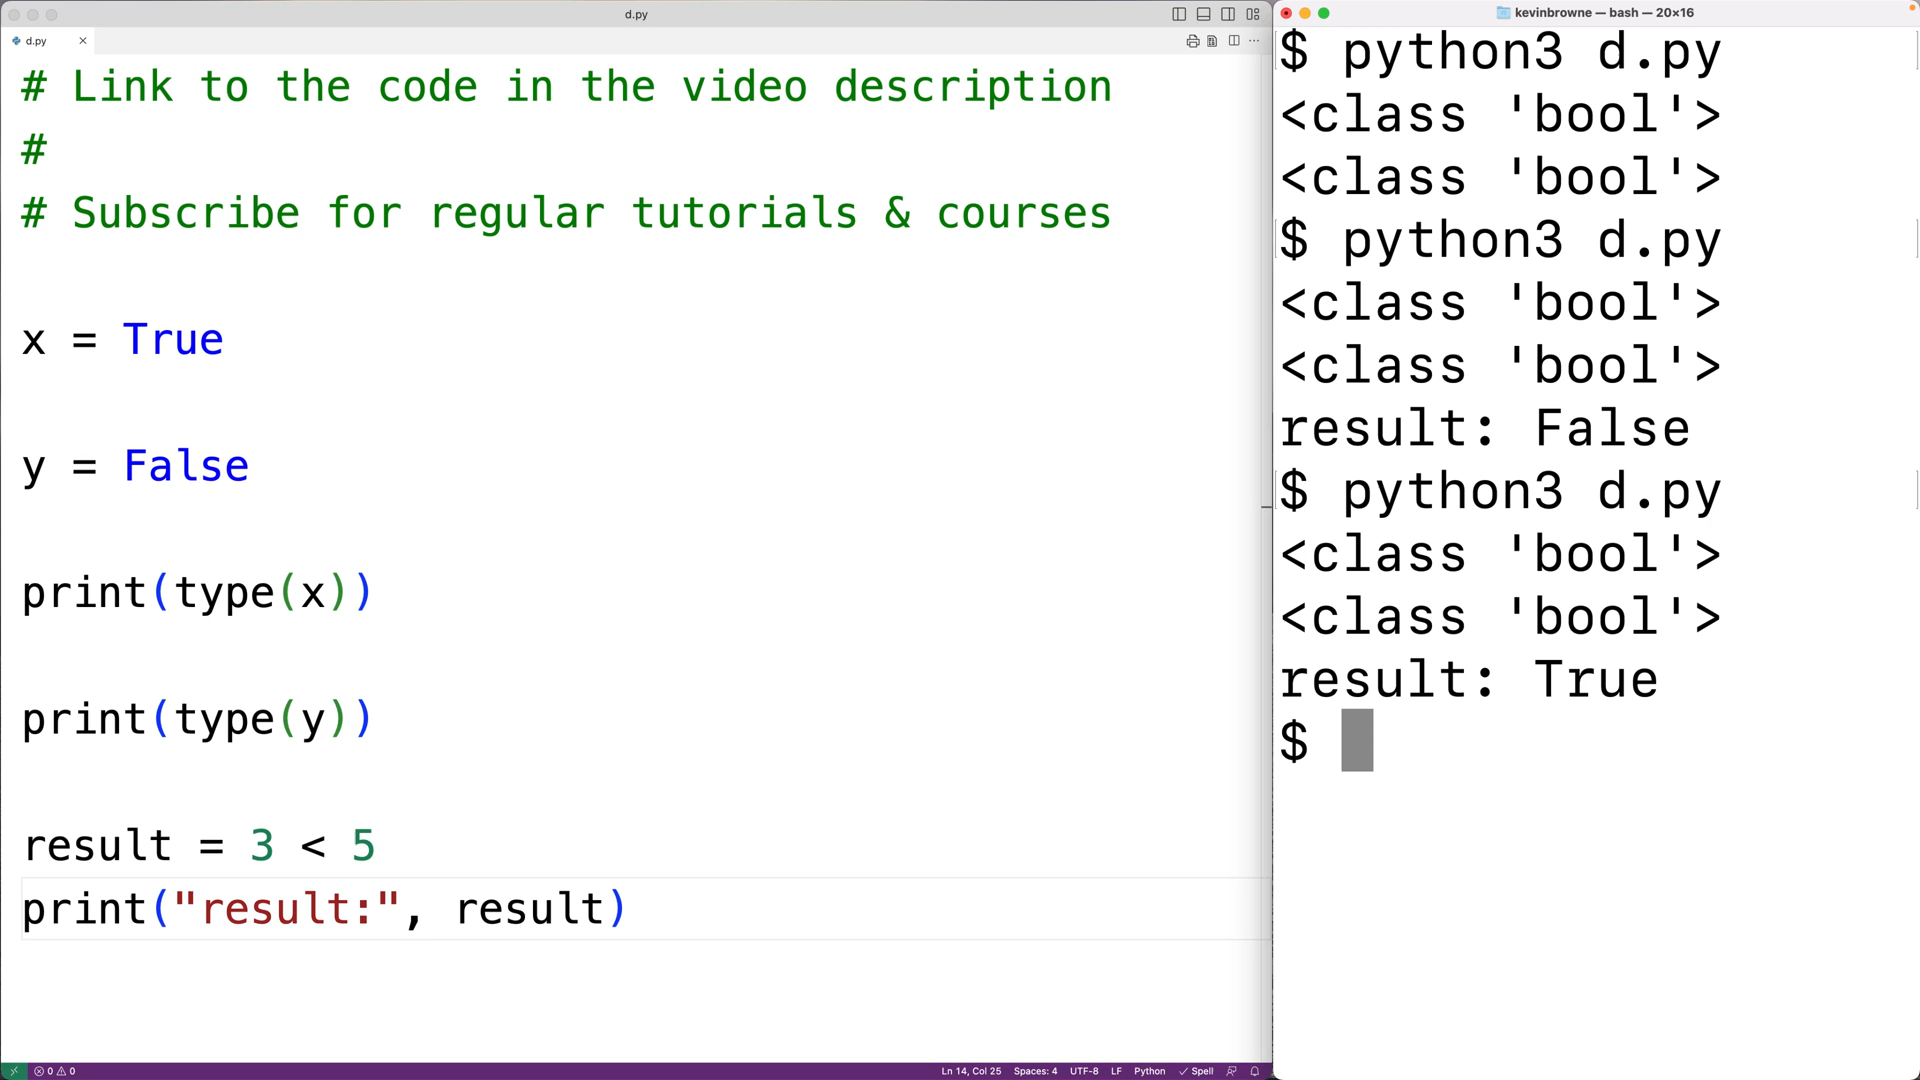 d.py
d.py
# Link to the code in the video description
#
# Subscribe for regular tutorials & courses
x = True
y = False
print(type(x))
print(type(y))
result = 3 < 5
print("result:", result)
0 0
Ln 14, Col 25 Spaces: 4 UTF-8 LF Python Spell
kevinbrowne — bash — 20×16
$ python3 d.py
<class 'bool'>
<class 'bool'>
$ python3 d.py
<class 'bool'>
<class 'bool'>
result: False
$ python3 d.py
<class 'bool'>
<class 'bool'>
result: True
$